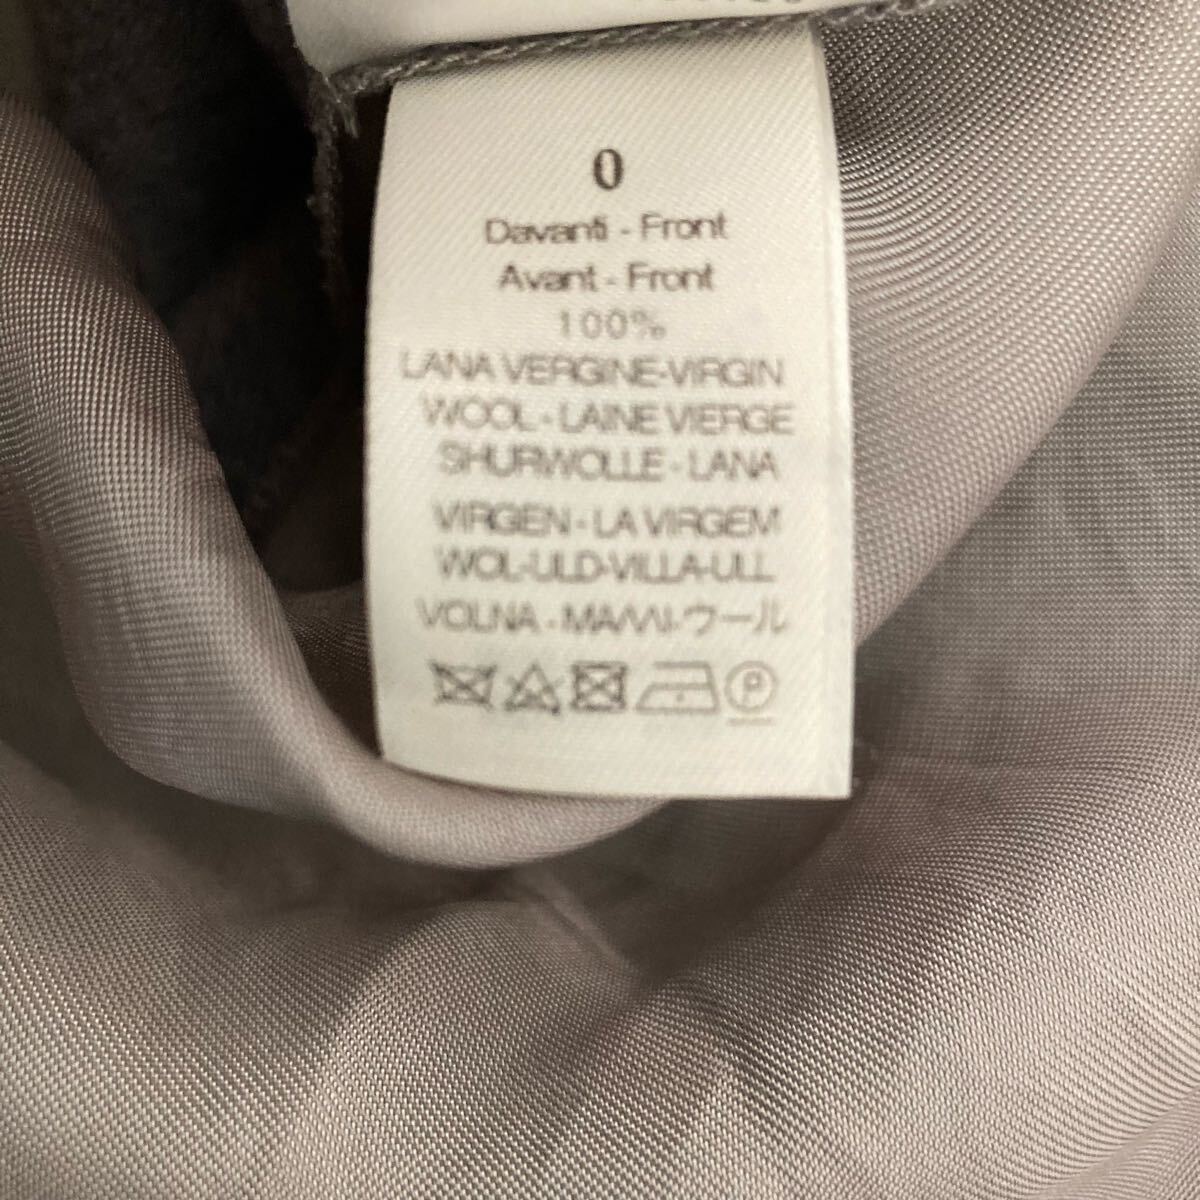 0
Davanti - Front
Avant - Front
100%
LANA VERGINE-VIRGIN
WOOL - LAINE VIERGE
SHURWOLLE - LANA
VIRGEN - LA VIRGEM
WOL-ULD-VILLA-ULL
VOLNA - ウール
P